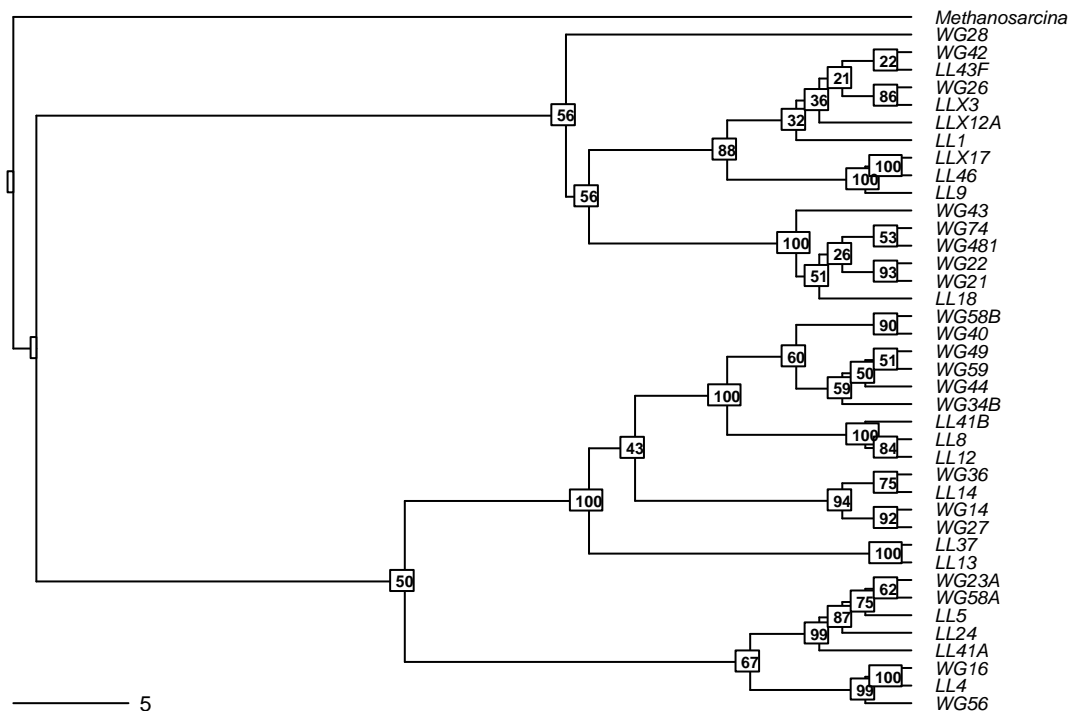 Methanosarcina
WG28
WG42
22
LL43F
21
WG26
36
86
LLX3
56
32
LLX12A
LL1
88
LLX17
100
LL46
100
LL9
56
WG43
WG74
53
100
WG481
26
WG22
51
93
WG21
LL18
WG58B
90
WG40
60
WG49
51
WG59
50
WG44
59
100
WG34B
LL41B
100
LL8
43
84
LL12
WG36
75
LL14
100
94
WG14
92
WG27
LL37
100
LL13
50
WG23A
62
WG58A
75
LL5
87
LL24
99
LL41A
67
WG16
100
LL4
99
WG56
5